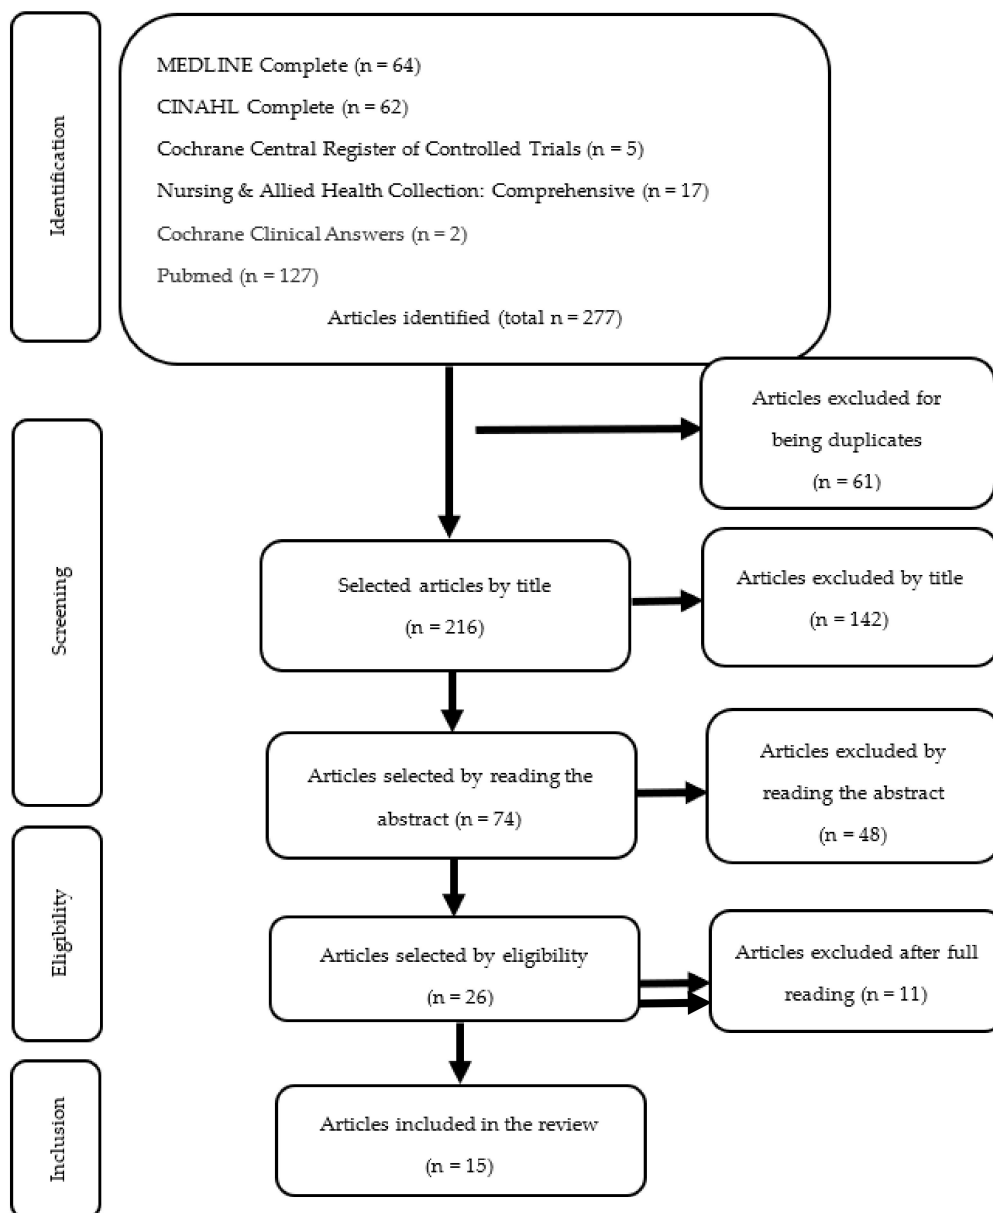 Identification
MEDLINE Complete (n = 64)
CINAHL Complete (n = 62)
Cochrane Central Register of Controlled Trials (n = 5)
Nursing & Allied Health Collection: Comprehensive (n = 17)
Cochrane Clinical Answers (n = 2)
Pubmed (n = 127)
Articles identified (total n = 277)
Articles excluded for
being duplicates
(n = 61)
Screening
Selected articles by title
(n = 216)
Articles excluded by title
(n = 142)
Articles selected by reading the
abstract (n = 74)
Articles excluded by
reading the abstract
(n = 48)
Eligibility
Articles selected by eligibility
(n = 26)
Articles excluded after full
reading (n = 11)
Inclusion
Articles included in the review
(n = 15)